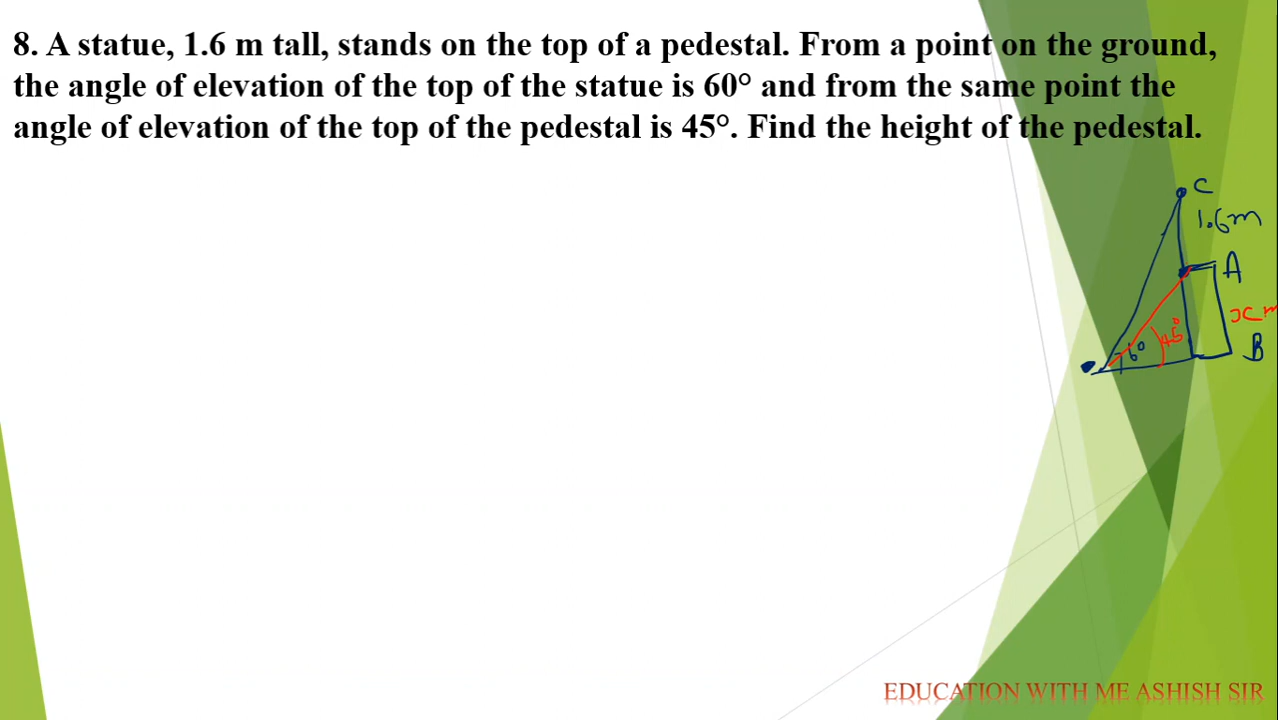 8. A statue, 1.6 m tall, stands on the top of a pedestal. From a point on the ground,
the angle of elevation of the top of the statue is 60° and from the same point the
angle of elevation of the top of the pedestal is 45°. Find the height of the pedestal.
C
1.6m
A
xm
45°
B
EDUCATION WITH ME ASHISH SIR